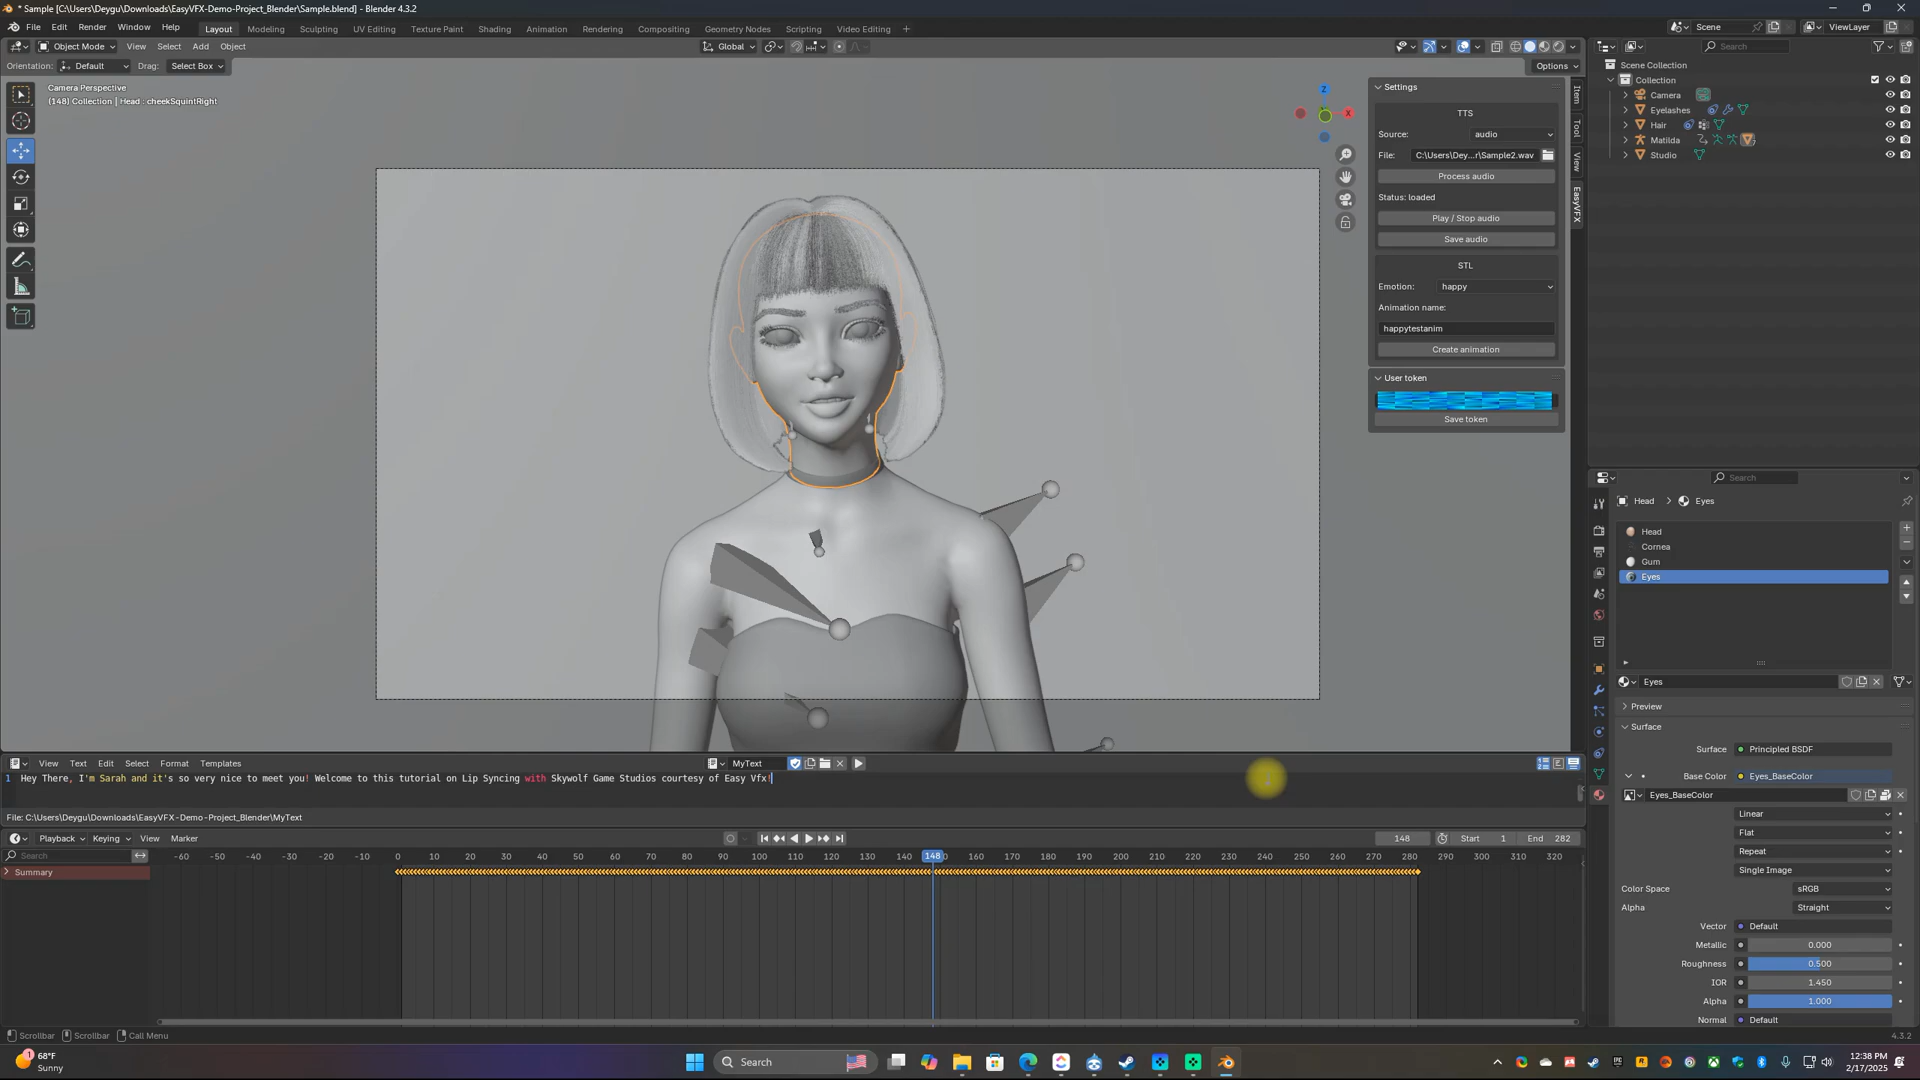 * Sample [C:\Users\Deygu\Downloads\EasyVFX-Demo-Project_Blender\Sample.blend] - Blender 4.3.2
File Edit Render Window Help Layout Modeling Sculpting UV Editing Texture Paint Shading Animation Rendering Compositing Geometry Nodes Scripting Video Editing + Scene ViewLayer
Object Mode View Select Add Object Global Search
Orientation: Default Drag: Select Box Options
Camera Perspective
(148) Collection | Head : cheekSquintRight
Z
X
Settings
TTS
Source: audio
File: C:\Users\Dey...r\Sample2.wav
Process audio
Status: loaded
Play / Stop audio
Save audio
STL
Emotion: happy
Animation name:
happytestanim
Create animation
User token
Save token
Item
Tool
View
EasyVFX
Scene Collection
Collection
Camera
Eyelashes
Hair
Matilda
Studio
Search
Head > Eyes
Head
Cornea
Gum
Eyes
Eyes
Preview
Surface
Surface Principled BSDF
Base Color Eyes_BaseColor
Eyes_BaseColor
Linear
Flat
Repeat
Single Image
Color Space sRGB
Alpha Straight
Vector Default
Metallic 0.000
Roughness 0.500
IOR 1.450
Alpha 1.000
Normal Default
View Text Edit Select Format Templates MyText
1 Hey There, I'm Sarah and it's so very nice to meet you! Welcome to this tutorial on Lip Syncing with Skywolf Game Studios courtesy of Easy Vfx!
File: C:\Users\Deygu\Downloads\EasyVFX-Demo-Project_Blender\MyText
Playback Keying View Marker 148 Start 1 End 282
Search -60 -50 -40 -30 -20 -10 0 10 20 30 40 50 60 70 80 90 100 110 120 130 140 148 160 170 180 190 200 210 220 230 240 250 260 270 280 290 300 310 320
Summary
Scrollbar Scrollbar Call Menu 4.3.2
1 68°F
Sunny
Search
12:38 PM
2/17/2025